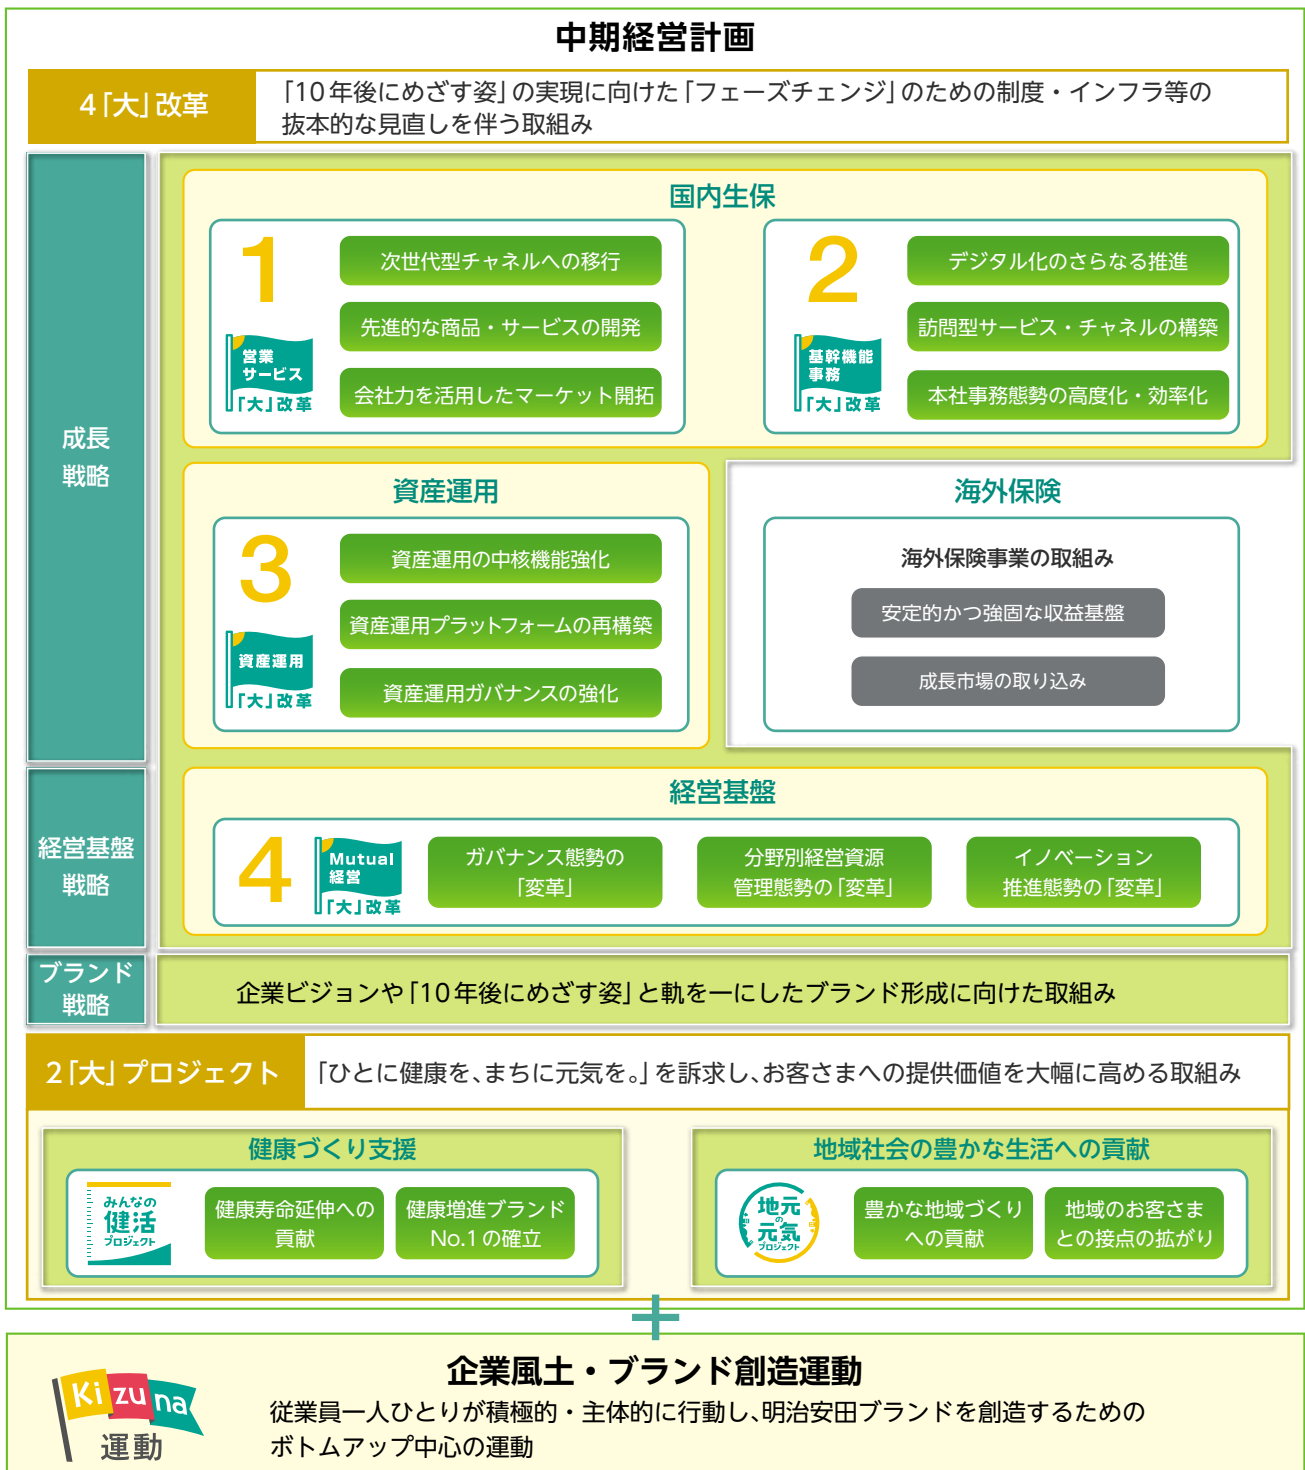 中期経営計画
4「大」改革
「10年後にめざす姿」の実現に向けた「フェーズチェンジ」のための制度・インフラ等の
抜本的な見直しを伴う取組み
成長
戦略
国内生保
1
営業
サービス
「大」改革
次世代型チャネルへの移行
先進的な商品・サービスの開発
会社力を活用したマーケット開拓
2
基幹機能
事務
「大」改革
デジタル化のさらなる推進
訪問型サービス・チャネルの構築
本社事務態勢の高度化・効率化
資産運用
3
資産運用
「大」改革
資産運用の中核機能強化
資産運用プラットフォームの再構築
資産運用ガバナンスの強化
海外保険
海外保険事業の取組み
安定的かつ強固な収益基盤
成長市場の取り込み
経営基盤
戦略
経営基盤
4
Mutual
経営
「大」改革
ガバナンス態勢の
「変革」
分野別経営資源
管理態勢の「変革」
イノベーション
推進態勢の「変革」
ブランド
戦略
企業ビジョンや「10年後にめざす姿」と軌を一にしたブランド形成に向けた取組み
2「大」プロジェクト
「ひとに健康を、まちに元気を。」を訴求し、お客さまへの提供価値を大幅に高める取組み
健康づくり支援
みんなの
健活
プロジェクト
健康寿命延伸への
貢献
健康増進ブランド
No.1の確立
地域社会の豊かな生活への貢献
地元
の
元気
プロジェクト
豊かな地域づくり
への貢献
地域のお客さま
との接点の拡がり
+
企業風土・ブランド創造運動
Kizuna
運動
従業員一人ひとりが積極的・主体的に行動し、明治安田ブランドを創造するための
ボトムアップ中心の運動